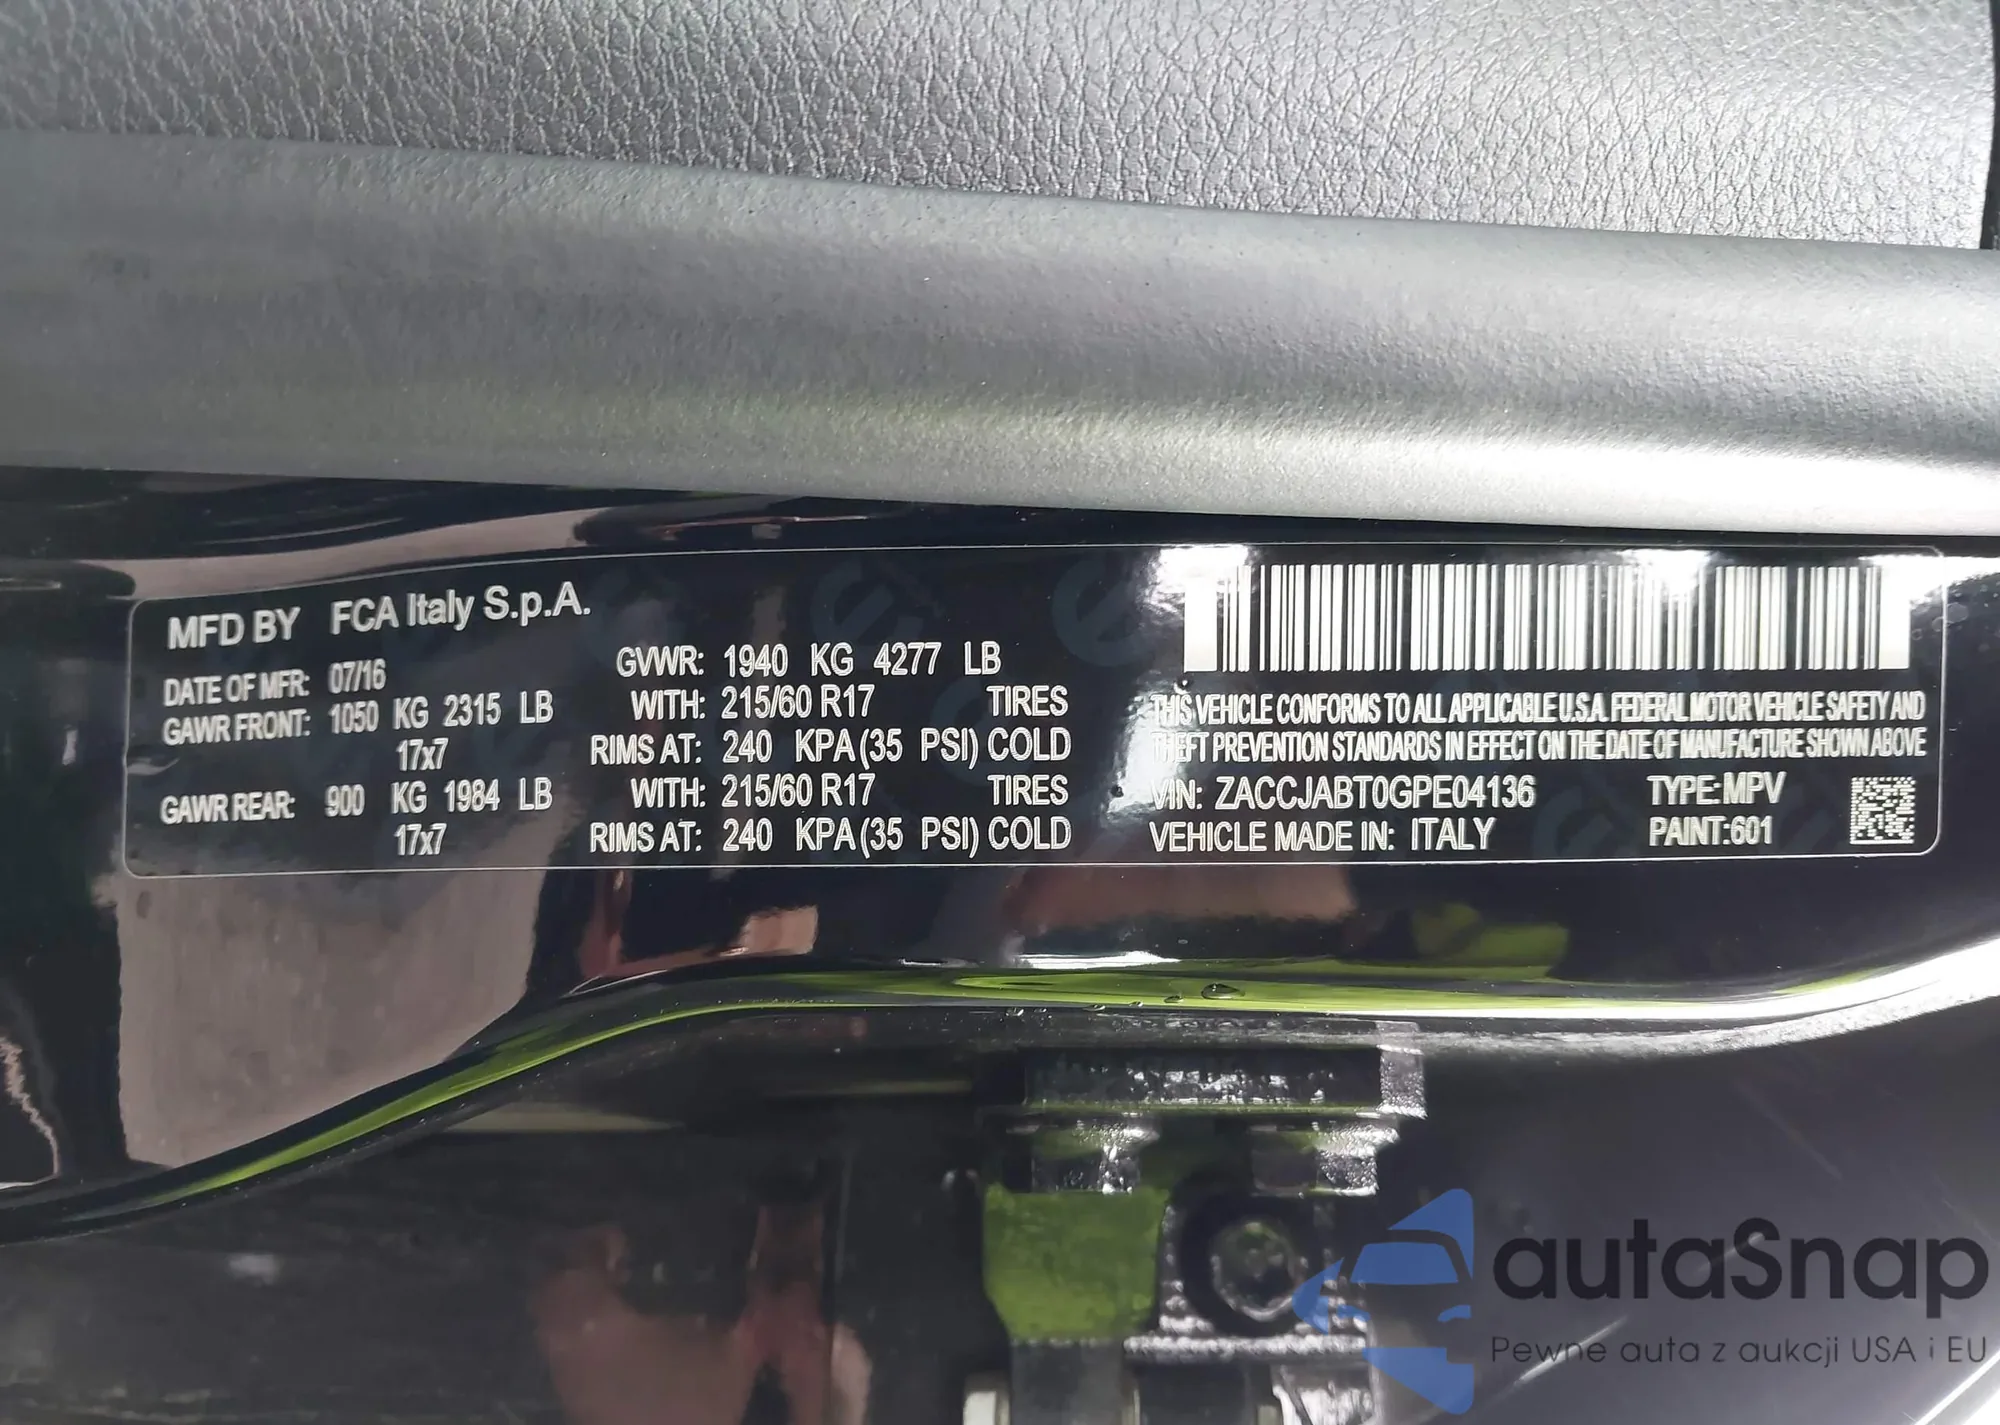 MFD BY FCA Italy S.p.A.
DATE OF MFR: 07/16
GAWR FRONT: 1050 KG 2315 LB
17x7
GAWR REAR: 900 KG 1984 LB
17x7
GVWR: 1940 KG 4277 LB
WITH: 215/60 R17 TIRES
RIMS AT: 240 KPA (35 PSI) COLD
WITH: 215/60 R17 TIRES
RIMS AT: 240 KPA (35 PSI) COLD
THIS VEHICLE CONFORMS TO ALL APPLICABLE U.S.A. FEDERAL MOTOR VEHICLE SAFETY AND
THEFT PREVENTION STANDARDS IN EFFECT ON THE DATE OF MANUFACTURE SHOWN ABOVE
VIN: ZACCJABT0GPE04136 TYPE:MPV
VEHICLE MADE IN: ITALY PAINT:601
autaSnap
Pewne auta z aukcji USA i EU